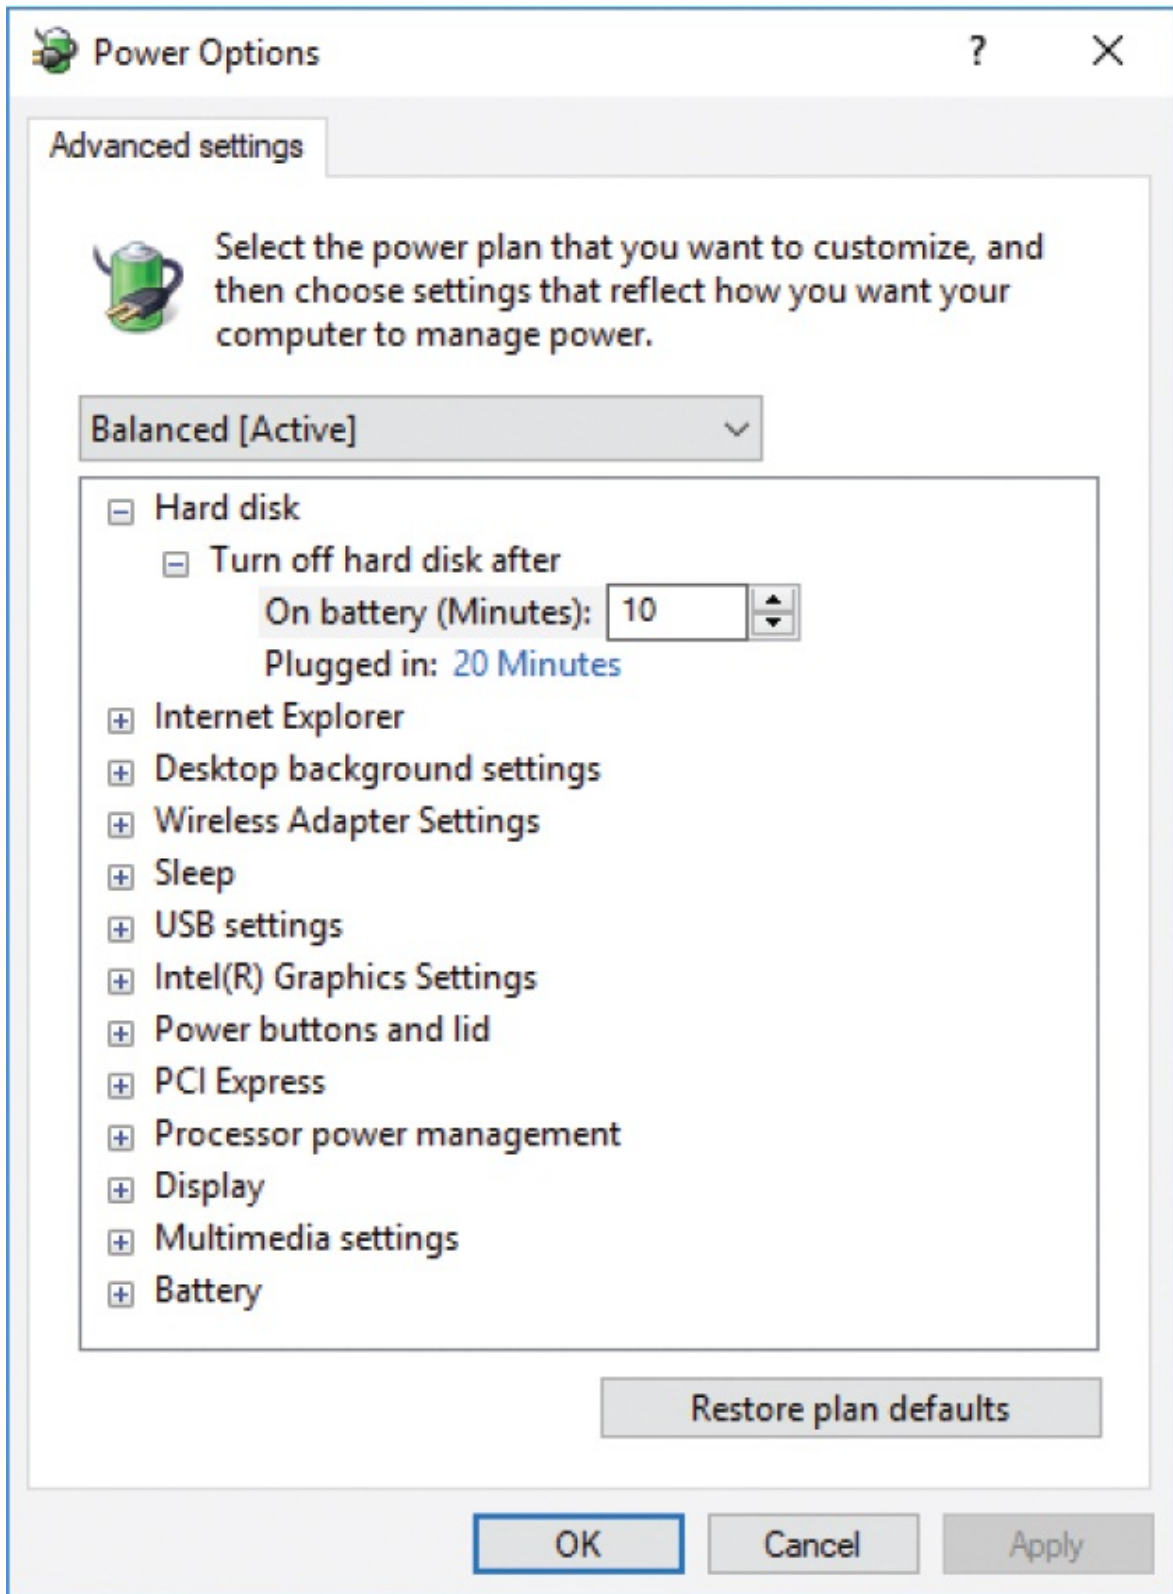 Power Options
?
Advanced settings
Select the power plan that you want to customize, and
then choose settings that reflect how you want your
computer to manage power.
Balanced [Active]
Hard disk
Turn off hard disk after
On battery (Minutes): 10
Plugged in: 20 Minutes
Internet Explorer
Desktop background settings
Wireless Adapter Settings
Sleep
USB settings
Intel(R) Graphics Settings
Power buttons and lid
PCI Express
Processor power management
Display
Multimedia settings
Battery
Restore plan defaults
OK Cancel Apply